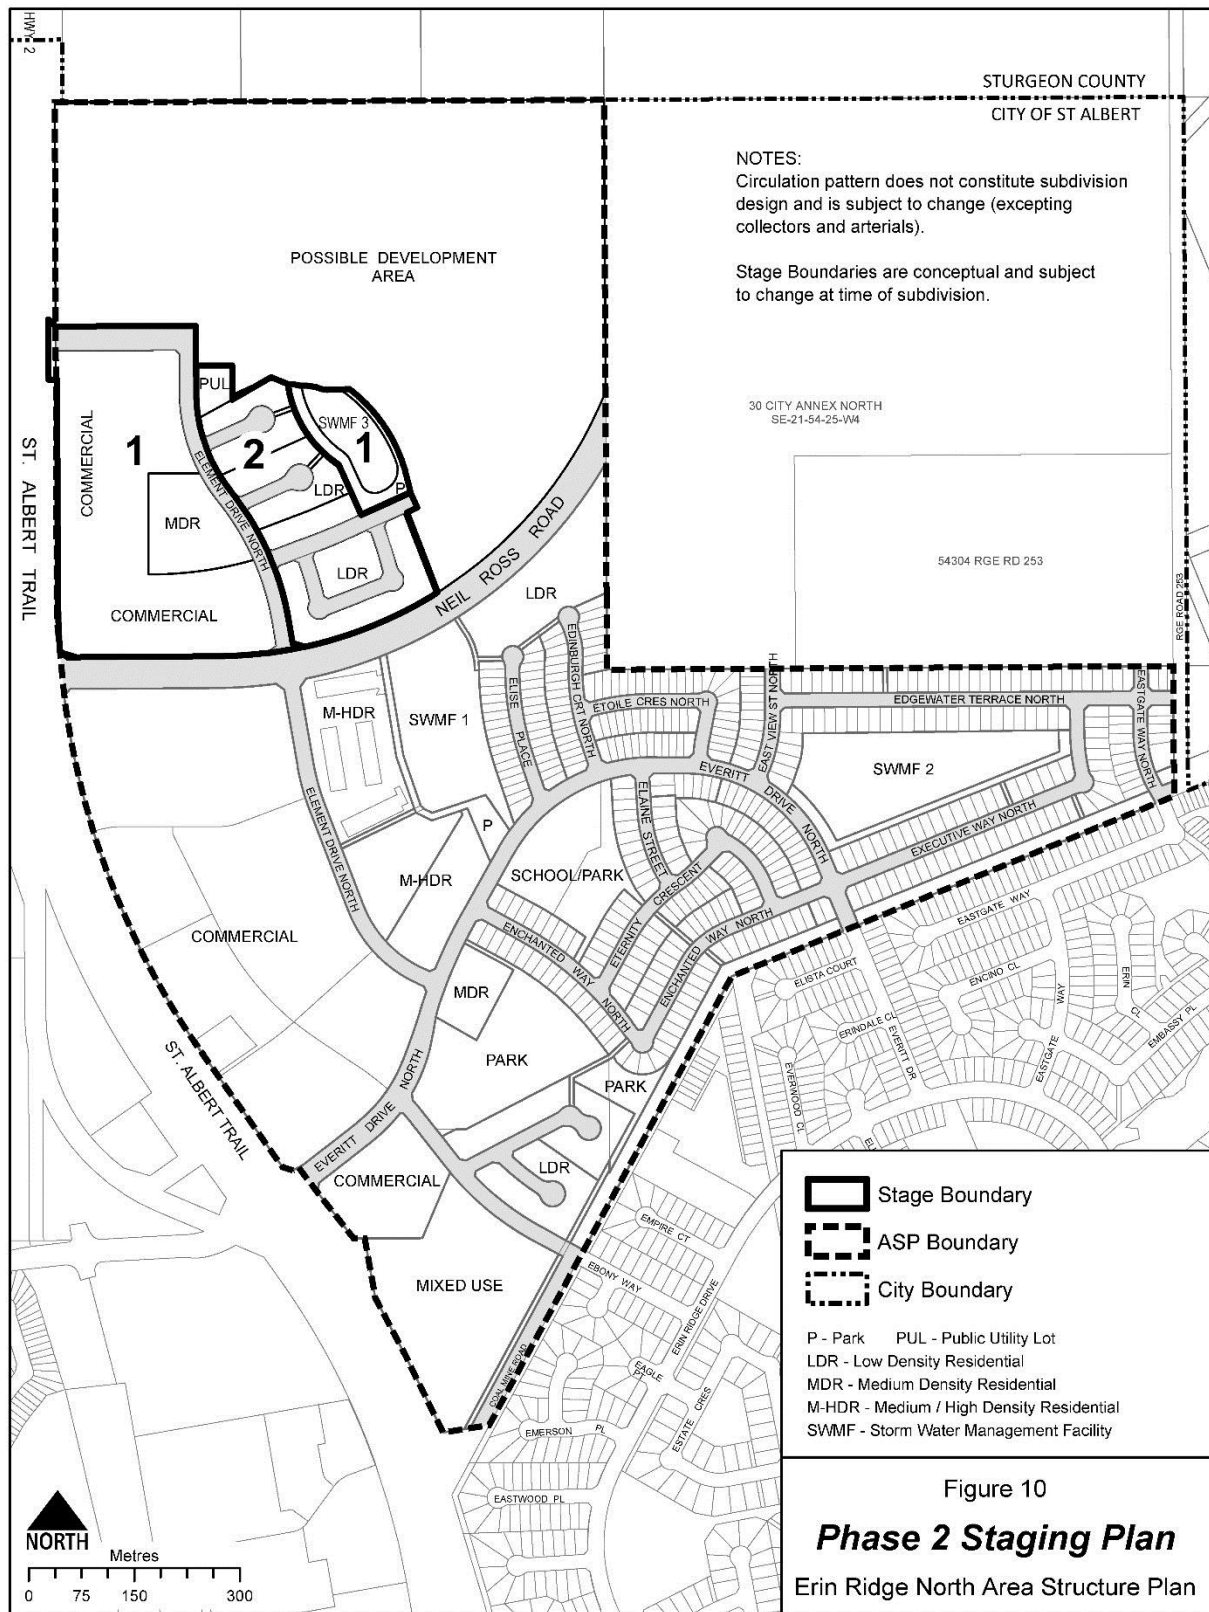 HWY 2
STURGEON COUNTY
CITY OF ST ALBERT
NOTES:
Circulation pattern does not constitute subdivision
design and is subject to change (excepting
collectors and arterials).
Stage Boundaries are conceptual and subject
to change at time of subdivision.
POSSIBLE DEVELOPMENT
AREA
30 CITY ANNEX NORTH
SE-21-54-25-W4
54304 RGE RD 253
RGE ROAD 253
PUL
SWMF 3
COMMERCIAL
1
2
1
ST. ALBERT TRAIL
ELEMENT DRIVE NORTH
LDR
P
MDR
LDR
NEIL ROSS ROAD
COMMERCIAL
LDR
EDINBURGH CRT NORTH
ELISE PLACE
ETOILE CRES NORTH
EAST VIEW ST NORTH
EDGEWATER TERRACE NORTH
EASTGATE WAY NORTH
M-HDR
SWMF 1
SWMF 2
EVERITT DRIVE NORTH
ELAINE STREET
ELEMENT DRIVE NORTH
P
EXECUTIVE WAY NORTH
SCHOOL/PARK
M-HDR
ETERNITY CRESCENT
ENCHANTED WAY NORTH
ENCHANTED WAY NORTH
COMMERCIAL
EASTGATE WAY
ELISTA COURT
ENCINO CL
ERIN CL
EMBASSY PL
ERINDALE CL
EVERITT DR
EASTGATE WAY
EVERWOOD CL
MDR
PARK
PARK
ST. ALBERT TRAIL
EVERITT DRIVE NORTH
COMMERCIAL
LDR
MIXED USE
COAL MINE ROAD
EMPIRE CT
EBONY WAY
ERIN RIDGE DRIVE
EAGLE PT
ESTATE CRES
EMERSON PL
EASTWOOD PL
Stage Boundary
ASP Boundary
City Boundary
P - Park PUL - Public Utility Lot
LDR - Low Density Residential
MDR - Medium Density Residential
M-HDR - Medium / High Density Residential
SWMF - Storm Water Management Facility
NORTH
Metres
0 75 150 300
Figure 10
Phase 2 Staging Plan
Erin Ridge North Area Structure Plan